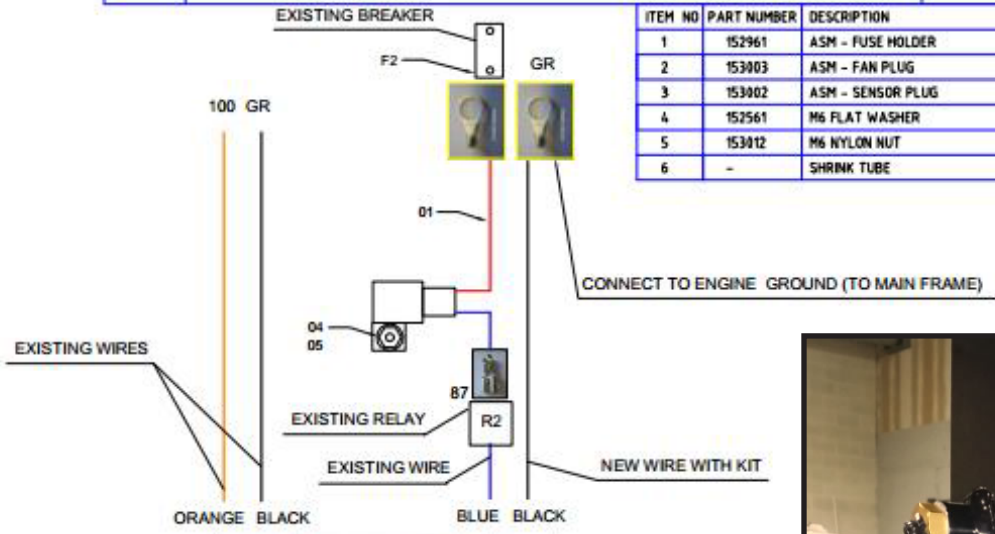 EXISTING BREAKER
F2
GR
100 GR
ITEM NO PART NUMBER DESCRIPTION
1 152961 ASM - FUSE HOLDER
2 153003 ASM - FAN PLUG
3 153002 ASM - SENSOR PLUG
4 152561 M6 FLAT WASHER
5 153012 M6 NYLON NUT
6 - SHRINK TUBE
01
CONNECT TO ENGINE GROUND (TO MAIN FRAME)
04
05
EXISTING WIRES
87
EXISTING RELAY
R2
EXISTING WIRE
NEW WIRE WITH KIT
ORANGE BLACK
BLUE BLACK